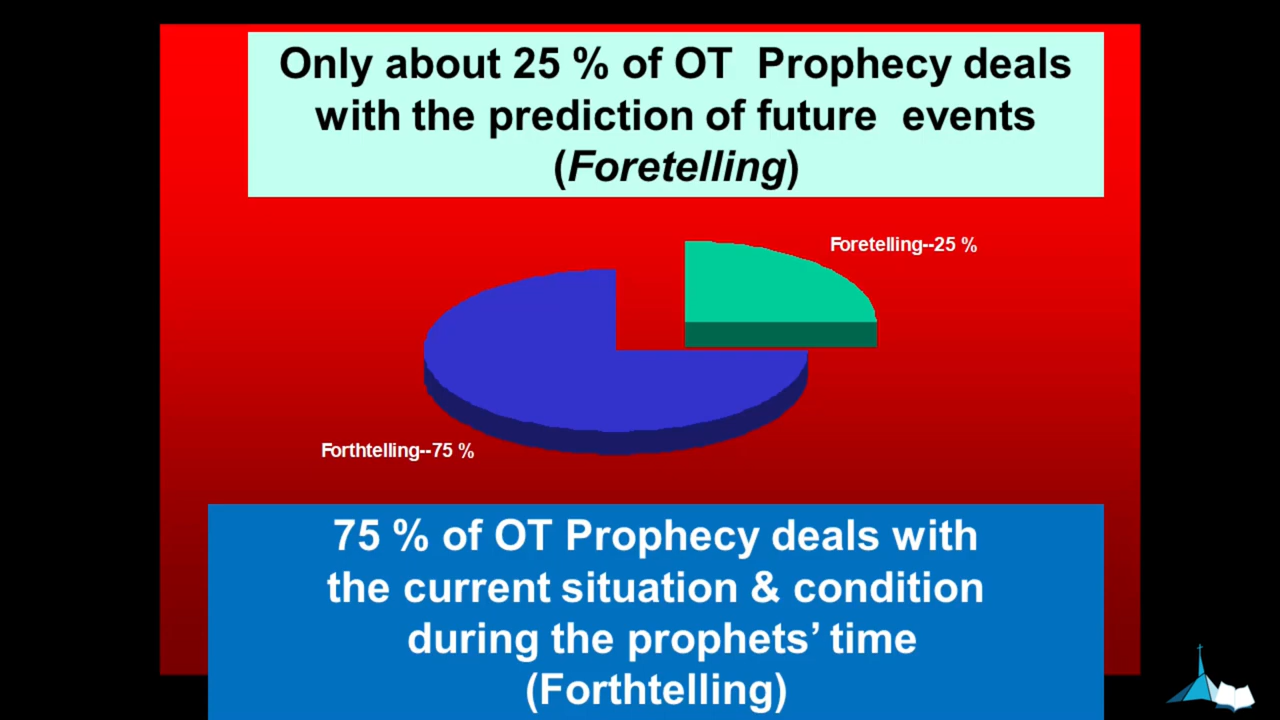 Only about 25 % of OT  Prophecy deals
with the prediction of future  events
(Foretelling)
Foretelling--25 %
Forthtelling--75 %
75 % of OT Prophecy deals with
the current situation & condition
during the prophets’ time
(Forthtelling)